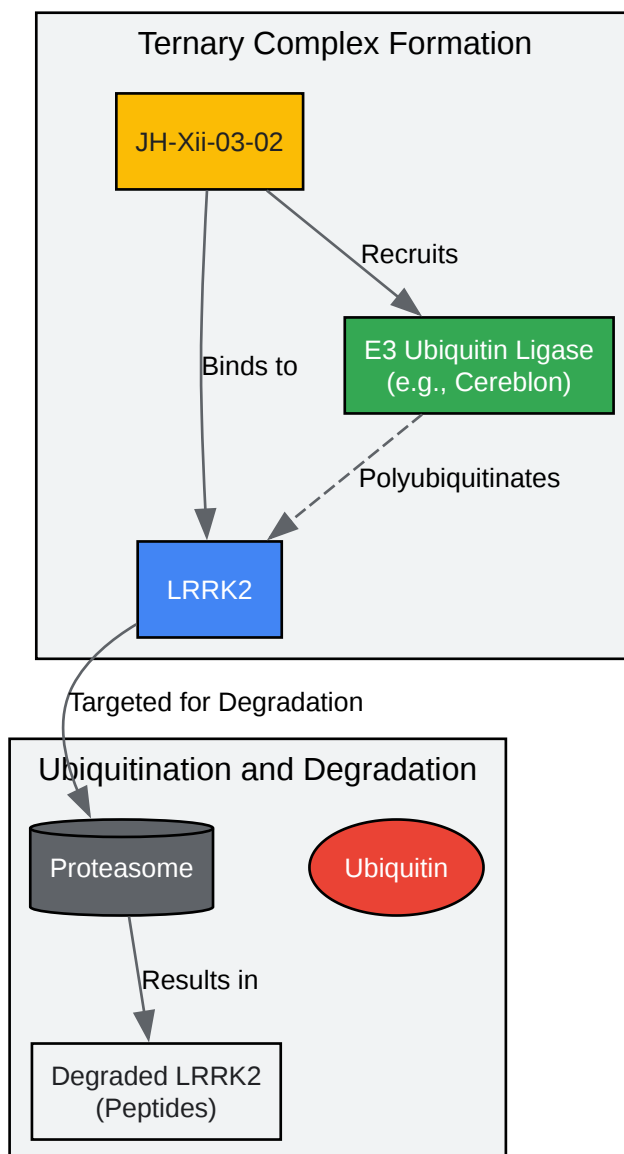 Ternary Complex Formation
JH-Xii-03-02
Recruits
E3 Ubiquitin Ligase
(e.g., Cereblon)
Binds to
Polyubiquitinates
LRRK2
Targeted for Degradation
Ubiquitination and Degradation
Proteasome
Ubiquitin
Results in
Degraded LRRK2
(Peptides)